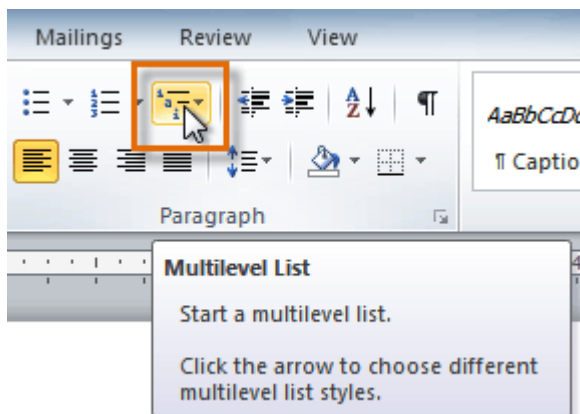 Mailings Review View
AaBbCcDc
¶ Captio
Paragraph
Multilevel List
Start a multilevel list.
Click the arrow to choose different
multilevel list styles.